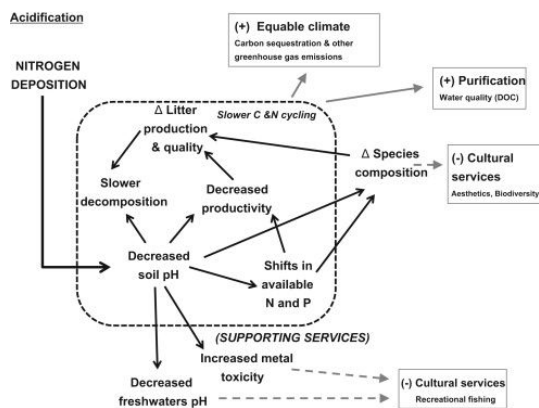 Acidification
NITROGEN
DEPOSITION
(+) Equable climate
Carbon sequestration & other
greenhouse gas emissions
(+) Purification
Water quality (DOC)
Δ Litter
production
& quality
Slower C &N cycling
Δ Species
composition
(-) Cultural
services
Aesthetics, Biodiversity
Slower
decomposition
Decreased
productivity
Decreased
soil pH
Shifts in
available
N and P
(SUPPORTING SERVICES)
Increased metal
toxicity
Decreased
freshwaters pH
(-) Cultural services
Recreational fishing